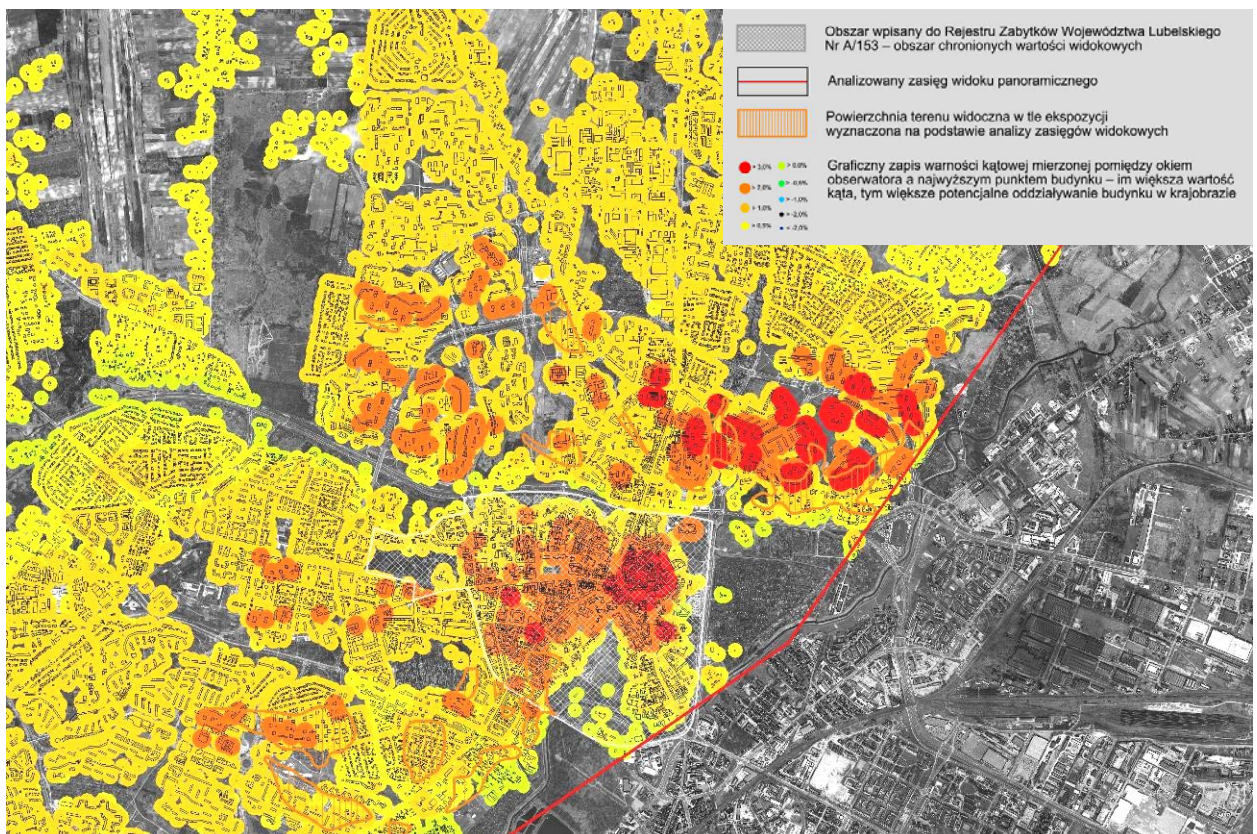 Obszar wpisany do Rejestru Zabytków Województwa Lubelskiego
Nr A/153 – obszar chronionych wartości widokowych
Analizowany zasięg widoku panoramicznego
Powierzchnia terenu widoczna w tle ekspozycji
wyznaczona na podstawie analizy zasięgów widokowych
Graficzny zapis warności kątowej mierzonej pomiędzy okiem
obserwatora a najwyższym punktem budynku – im większa wartość
kąta, tym większe potencjalne oddziaływanie budynku w krajobrazie
> 3,0% > 0,0%
> 2,0% > -0,5%
> 1,0% > -1,0%
> 0,5% > -2,0%
< -2,0%